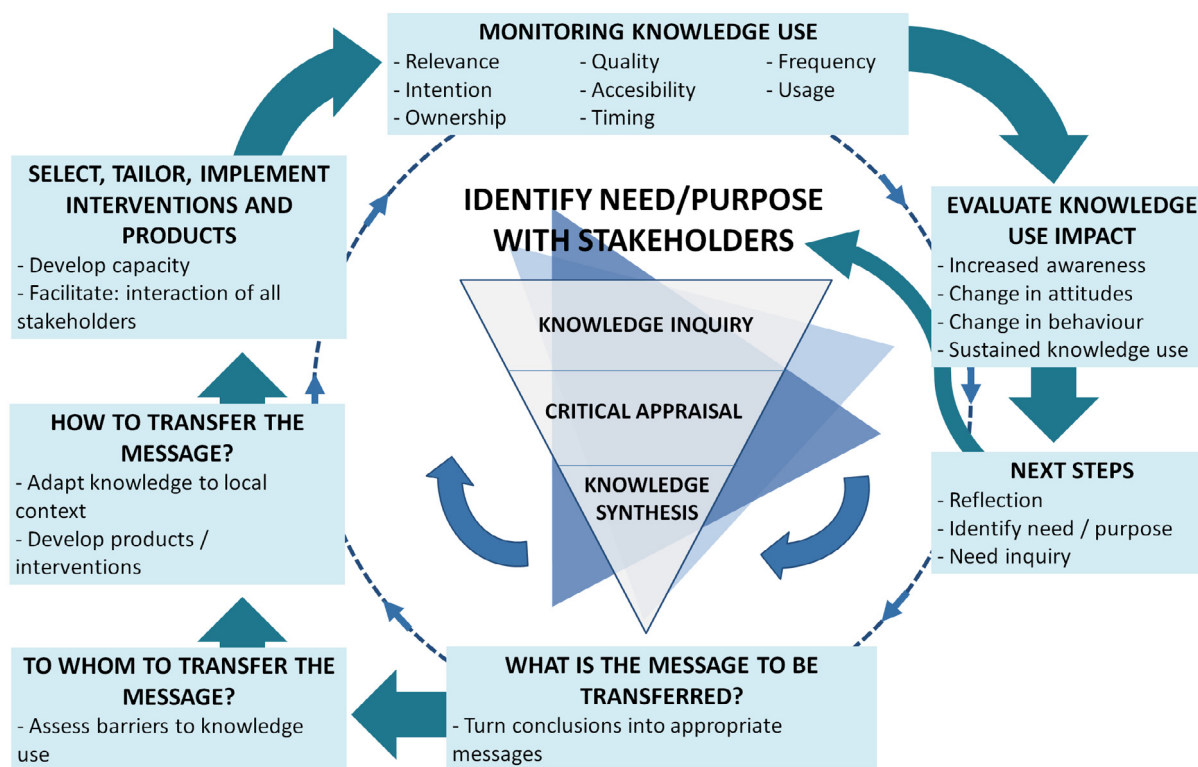 MONITORING KNOWLEDGE USE
- Relevance
- Intention
- Ownership
- Quality
- Accesibility
- Timing
- Frequency
- Usage
EVALUATE KNOWLEDGE
USE IMPACT
- Increased awareness
- Change in attitudes
- Change in behaviour
- Sustained knowledge use
NEXT STEPS
- Reflection
- Identify need / purpose
- Need inquiry
IDENTIFY NEED/PURPOSE
WITH STAKEHOLDERS
KNOWLEDGE INQUIRY
CRITICAL APPRAISAL
KNOWLEDGE
SYNTHESIS
WHAT IS THE MESSAGE TO BE
TRANSFERRED?
- Turn conclusions into appropriate
messages
TO WHOM TO TRANSFER THE
MESSAGE?
- Assess barriers to knowledge
use
HOW TO TRANSFER THE
MESSAGE?
- Adapt knowledge to local
context
- Develop products /
interventions
SELECT, TAILOR, IMPLEMENT
INTERVENTIONS AND
PRODUCTS
- Develop capacity
- Facilitate: interaction of all
stakeholders